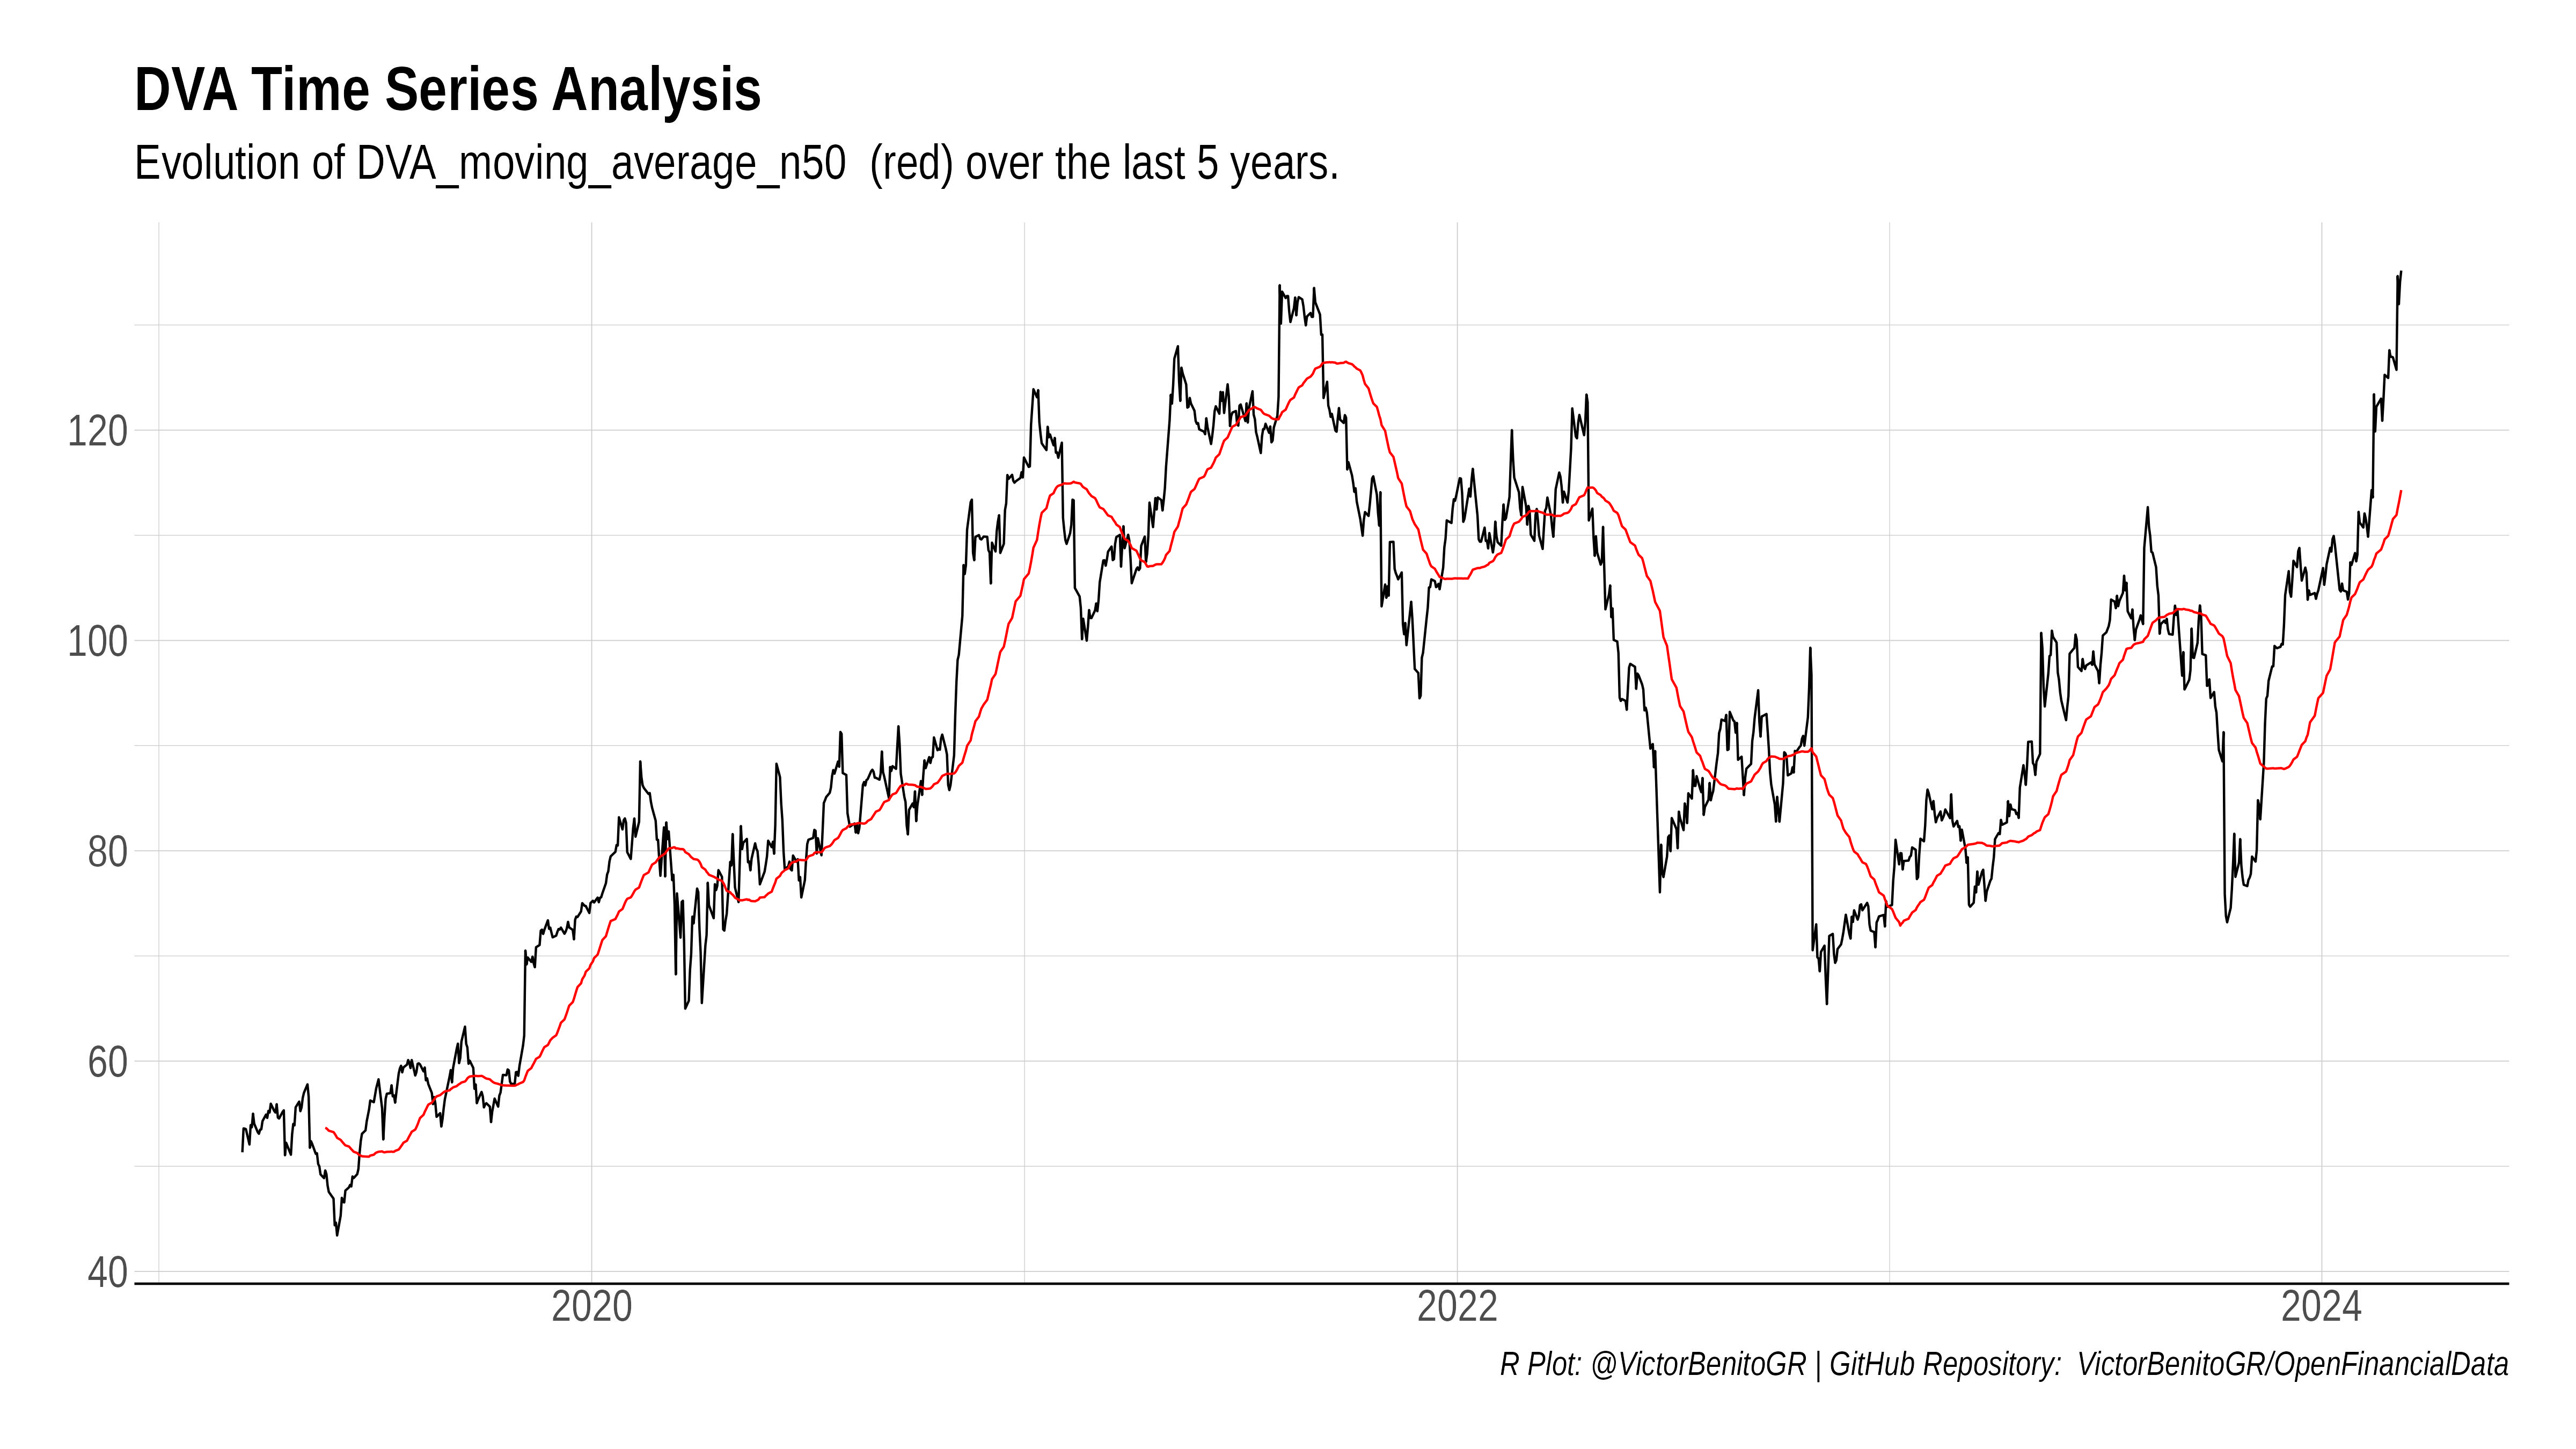 DVA Time Series Analysis
Evolution of DVA_moving_average_n50  (red) over the last 5 years.
120
100
80
60
40
2020 2022 2024
R Plot: @VictorBenitoGR | GitHub Repository:  VictorBenitoGR/OpenFinancialData